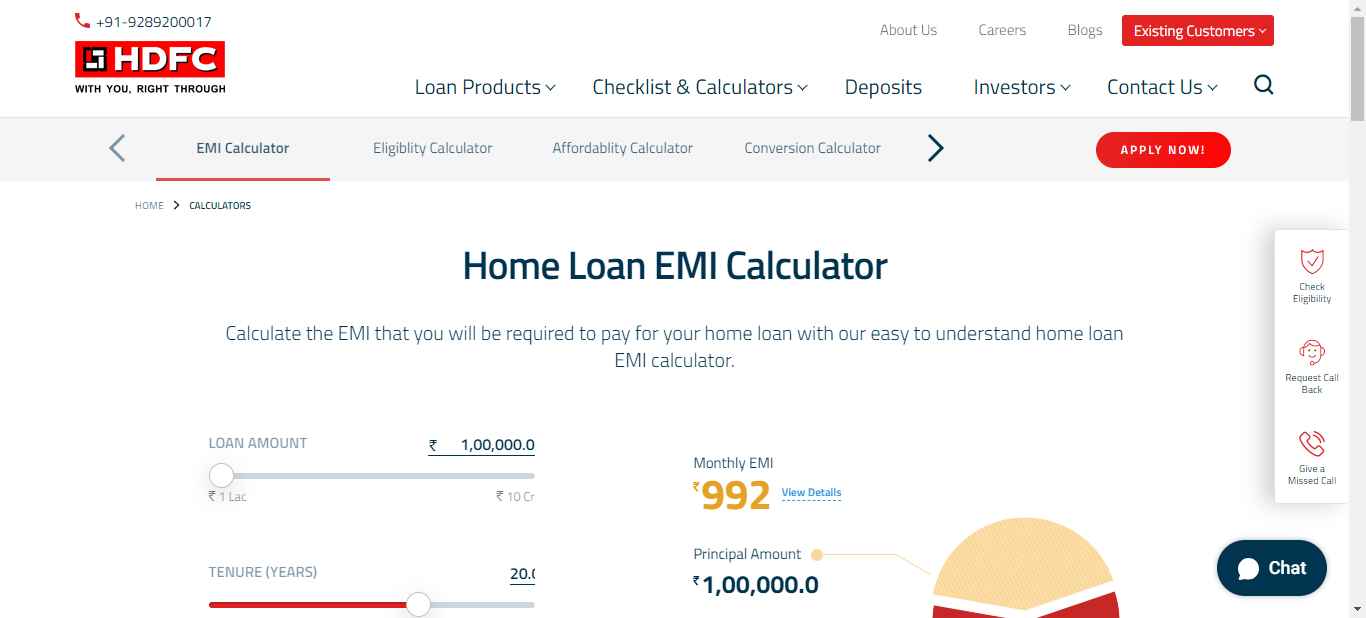 +91-9289200017
About Us
Careers
Blogs
Existing Customers
HDFC
WITH YOU, RIGHT THROUGH
Loan Products
Checklist & Calculators
Deposits
Investors
Contact Us
EMI Calculator
Eligiblity Calculator
Affordablity Calculator
Conversion Calculator
APPLY NOW!
HOME
CALCULATORS
Home Loan EMI Calculator
Calculate the EMI that you will be required to pay for your home loan with our easy to understand home loan
EMI calculator.
Check
Eligibility
Request Call
Back
Give a
Missed Call
LOAN AMOUNT
₹ 1,00,000.0
₹ 1 Lac
₹ 10 Cr
Monthly EMI
₹992
View Details
Principal Amount
₹1,00,000.0
TENURE (YEARS)
20.0
Chat